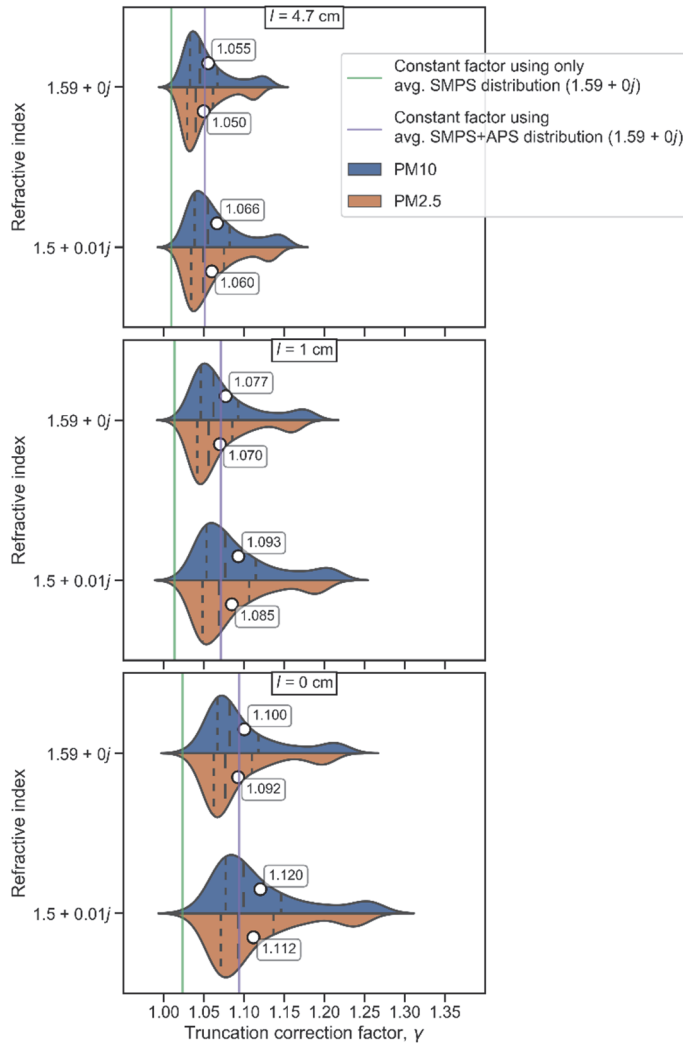 l = 4.7 cm
Constant factor using only
avg. SMPS distribution (1.59 + 0j)
Constant factor using
avg. SMPS+APS distribution (1.59 + 0j)
PM10
PM2.5
Refractive index
1.59 + 0j
1.055
1.050
1.5 + 0.01j
1.066
1.060
l = 1 cm
Refractive index
1.59 + 0j
1.077
1.070
1.5 + 0.01j
1.093
1.085
l = 0 cm
Refractive index
1.59 + 0j
1.100
1.092
1.5 + 0.01j
1.120
1.112
1.00 1.05 1.10 1.15 1.20 1.25 1.30 1.35
Truncation correction factor, γ